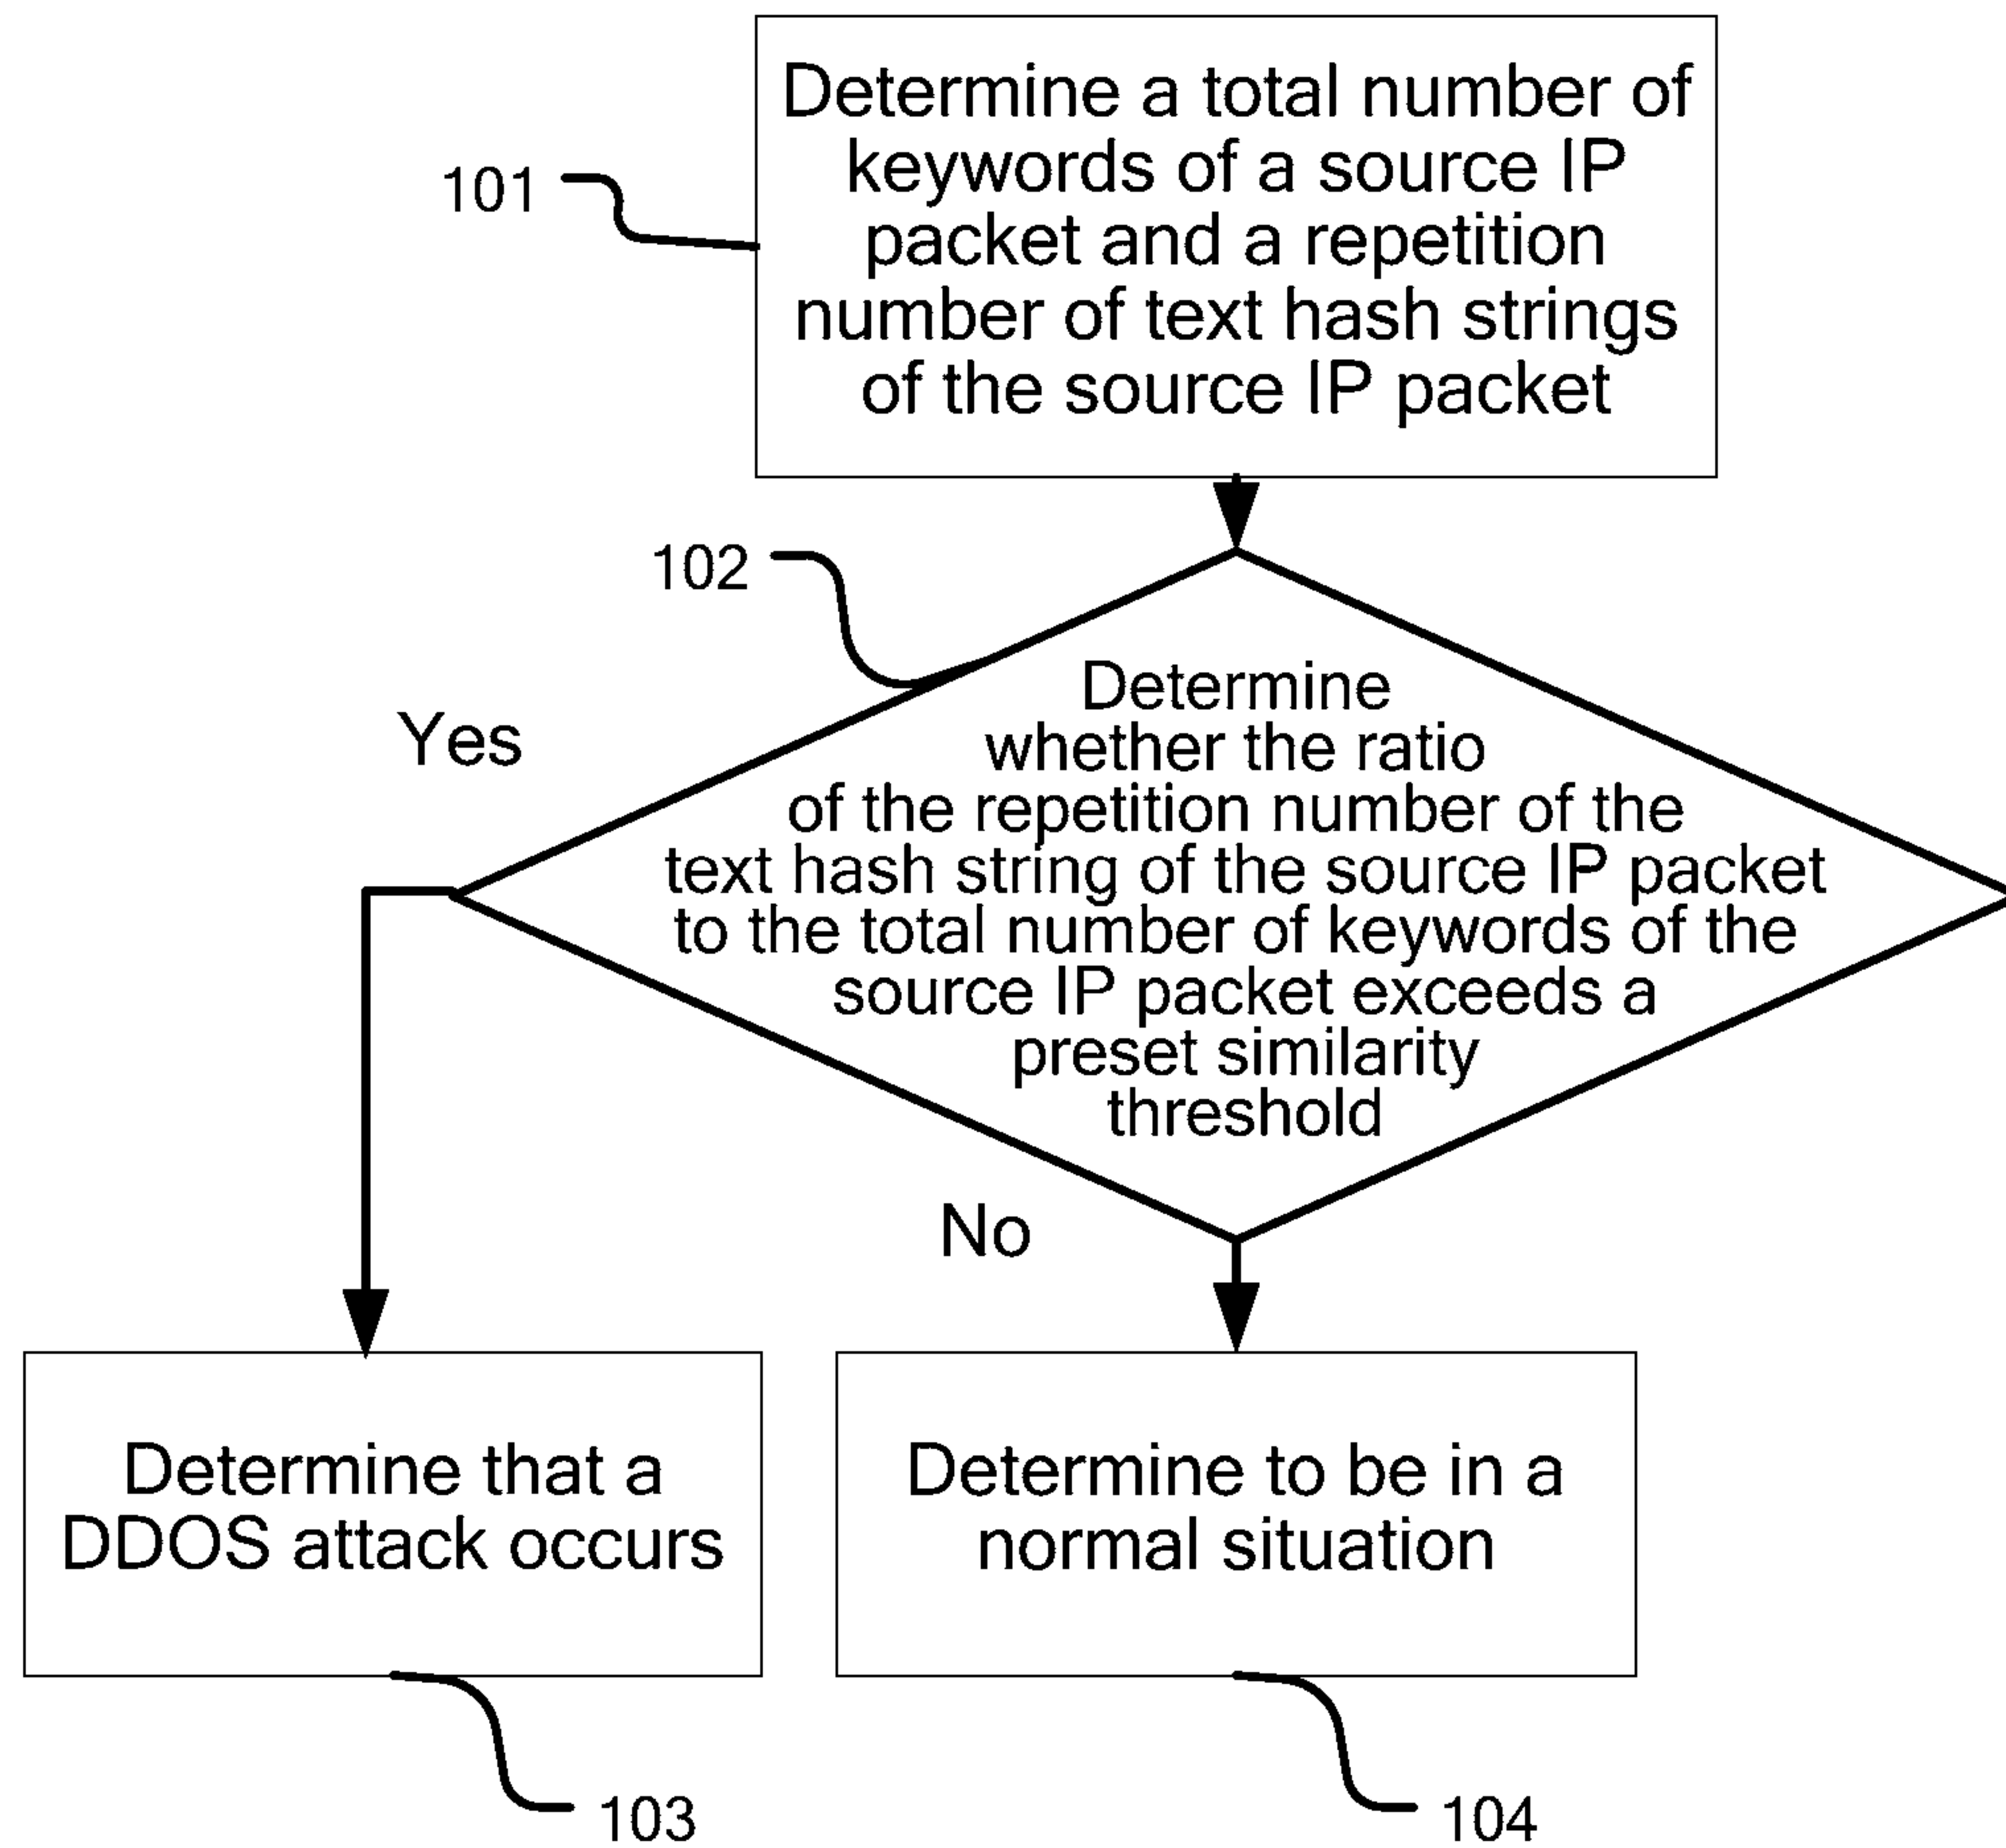 Determine a total number of
keywords of a source IP
packet and a repetition
number of text hash strings
of the source IP packet
101
102
Determine
whether the ratio
of the repetition number of the
text hash string of the source IP packet
to the total number of keywords of the
source IP packet exceeds a
preset similarity
threshold
Yes
No
Determine that a
DDOS attack occurs
Determine to be in a
normal situation
103
104